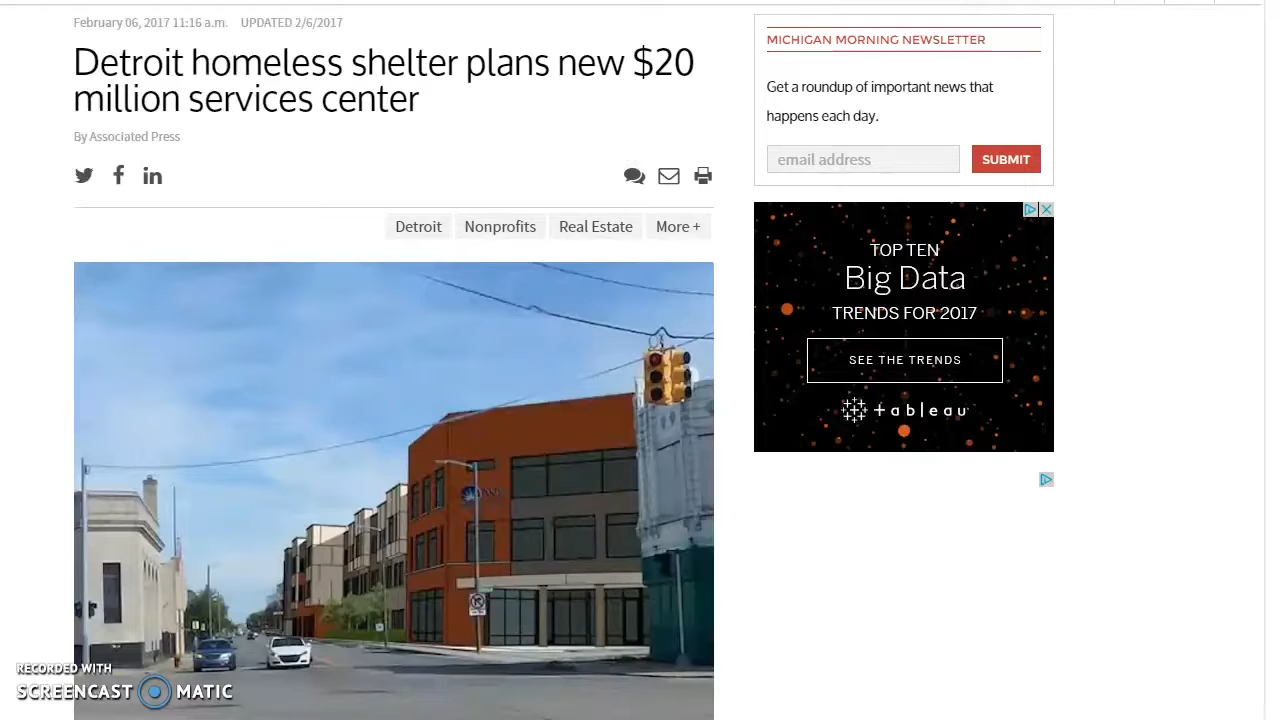 February 06, 2017 11:16 a.m. UPDATED 2/6/2017
Detroit homeless shelter plans new $20
million services center
By Associated Press
Detroit
Nonprofits
Real Estate
More +
MICHIGAN MORNING NEWSLETTER
Get a roundup of important news that
happens each day.
email address
SUBMIT
TOP TEN
Big Data
TRENDS FOR 2017
SEE THE TRENDS
+ a b | e a u
RECORDED WITH
SCREENCAST MATIC